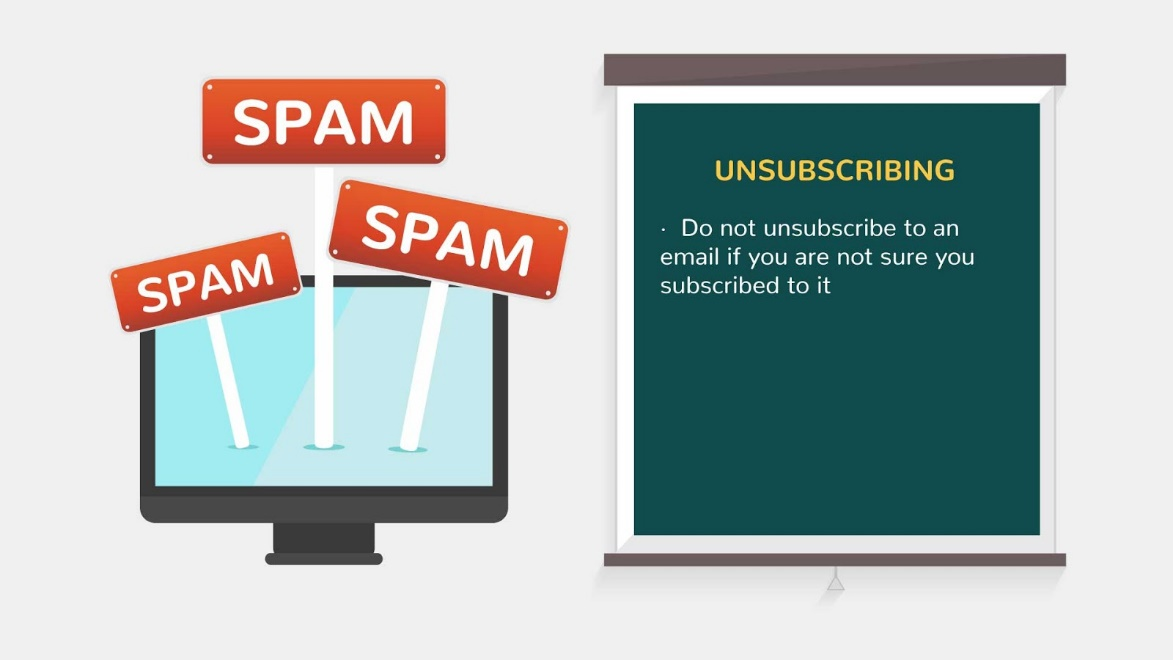 SPAM
SPAM
SPAM
UNSUBSCRIBING
· Do not unsubscribe to an
email if you are not sure you
subscribed to it